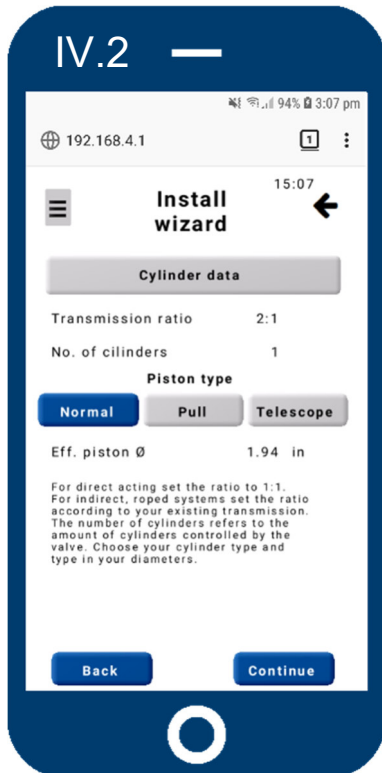 IV.2
94% 3:07 pm
192.168.4.1
1
15:07
Install
wizard
Cylinder data
Transmission ratio 2:1
No. of cilinders 1
Piston type
Normal Pull Telescope
Eff. piston Ø 1.94 in
For direct acting set the ratio to 1:1.
For indirect, roped systems set the ratio
according to your existing transmission.
The number of cylinders refers to the
amount of cylinders controlled by the
valve. Choose your cylinder type and
type in your diameters.
Back Continue